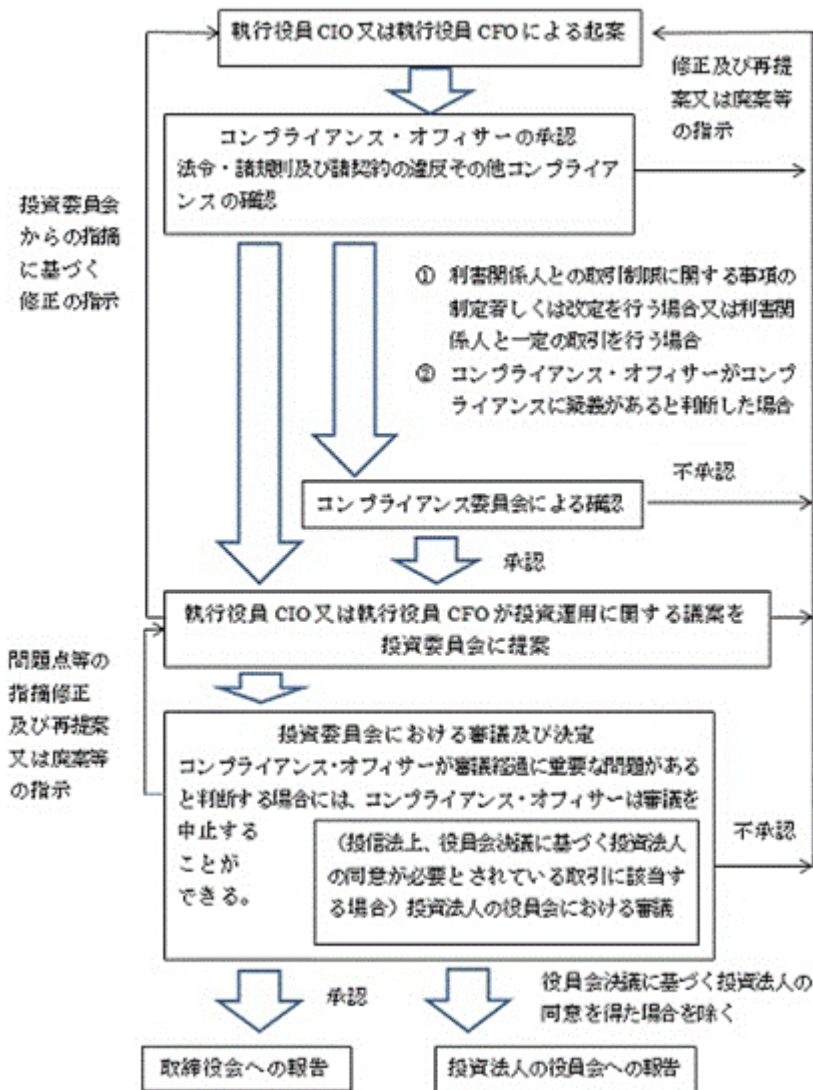 執行役員 CIO 又は執行役員 CFO による起案
修正及び再提
案又は廃案等
の指示
コンプライアンス・オフィサーの承認
法令・諸規則及び諸契約の違反その他コンプライア
ンスの確認
投資委員会
からの指摘
に基づく
修正の指示
① 利害関係人との取引制限に関する事項の
制定若しくは改定を行う場合又は利害関
係人と一定の取引を行う場合
② コンプライアンス・オフィサーがコンプ
ライアンスに疑義があると判断した場合
不承認
コンプライアンス委員会による確認
承認
執行役員 CIO 又は執行役員 CFO が投資運用に関する議案を
投資委員会に提案
問題点等の
指摘修正
及び再提案
又は廃案等
の指示
投資委員会における審議及び決定
コンプライアンス・オフィサーが審議経過に重要な問題がある
と判断する場合には、コンプライアンス・オフィサーは審議を
中止する
ことが
できる。
（投信法上、役員会決議に基づく投資法人
の同意が必要とされている取引に該当す
る場合）投資法人の役員会における審議
不承認
承認
役員会決議に基づく投資法人の
同意を得た場合を除く
取締役会への報告
投資法人の役員会への報告